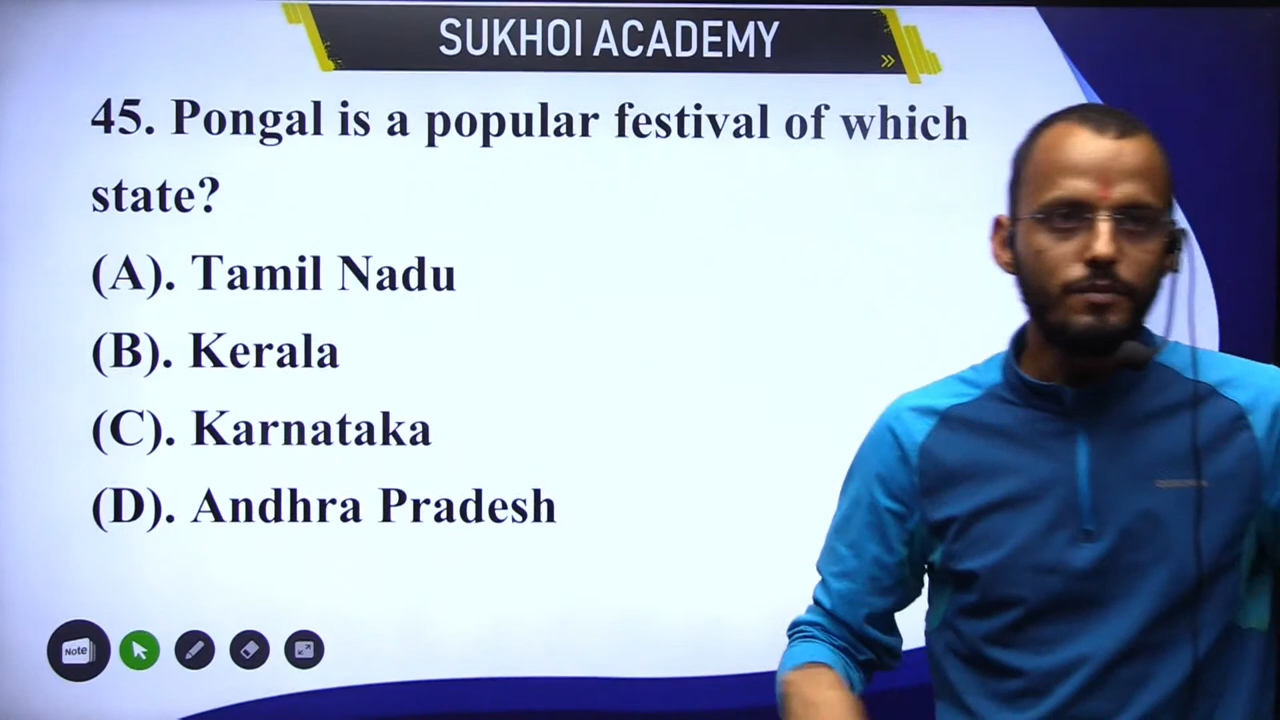 SUKHOI ACADEMY
45. Pongal is a popular festival of which
state?
(A). Tamil Nadu
(B). Kerala
(C). Karnataka
(D). Andhra Pradesh
Note